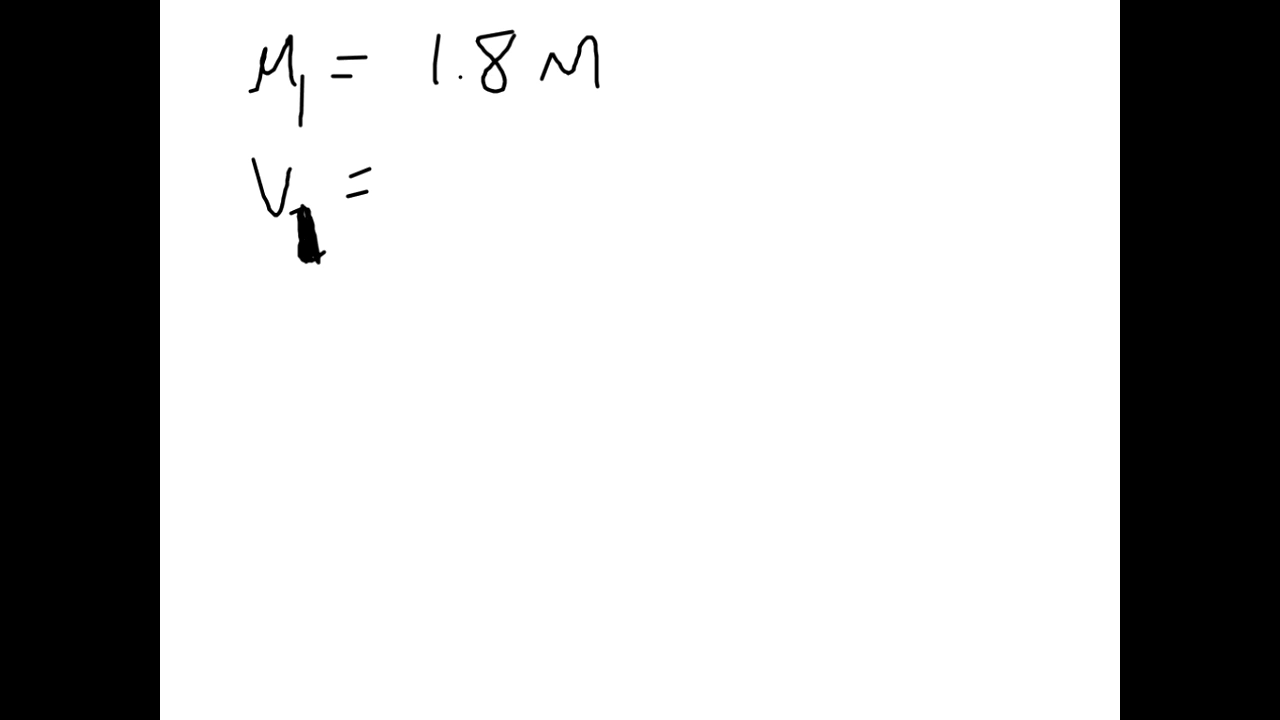 M₁ = 1.8 M
V₁ =